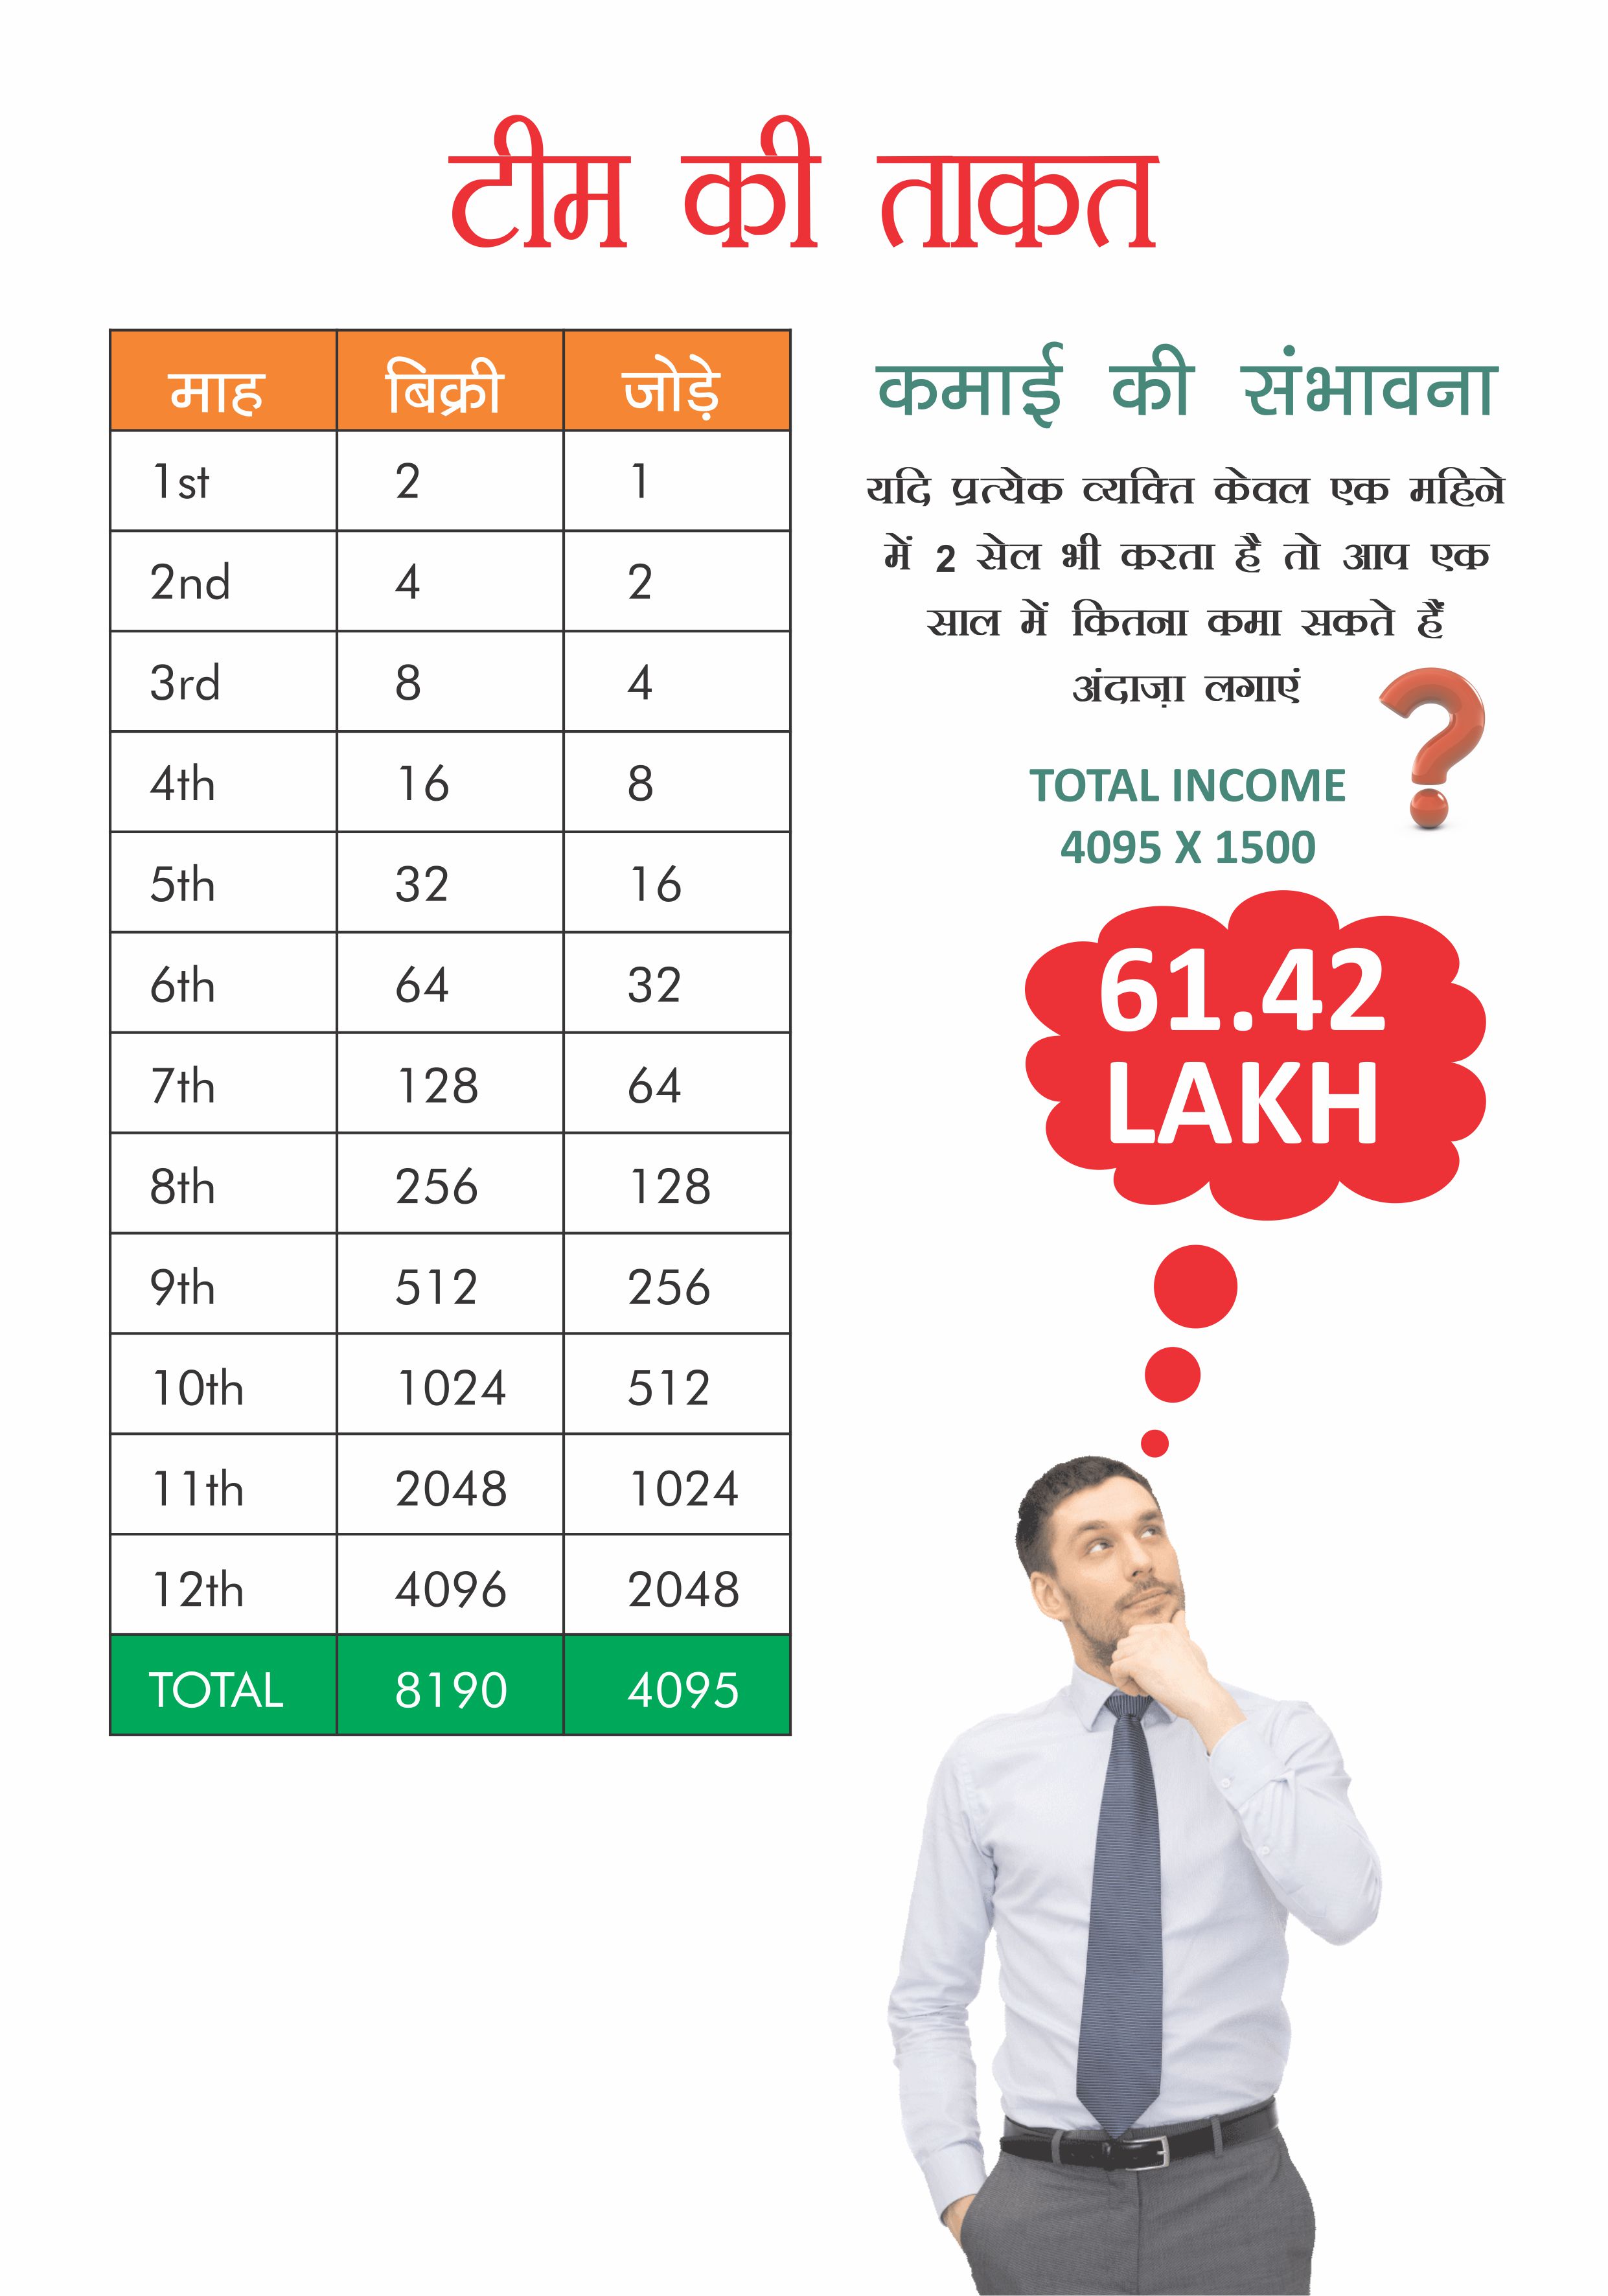 टीम की ताकत
माह बिक्री जोड़े
1st 2 1
2nd 4 2
3rd 8 4
4th 16 8
5th 32 16
6th 64 32
7th 128 64
8th 256 128
9th 512 256
10th 1024 512
11th 2048 1024
12th 4096 2048
TOTAL 8190 4095
कमाई की संभावना
यदि प्रत्येक व्यक्ति केवल एक महिने
में 2 सेल भी करता है तो आप एक
साल में कितना कमा सकते हैं
अंदाज़ा लगाएं
?
TOTAL INCOME
4095 X 1500
61.42
LAKH